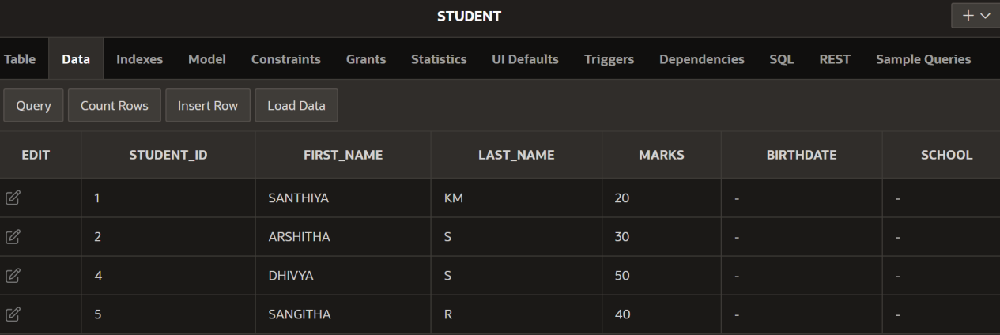 STUDENT
Table Data Indexes Model Constraints Grants Statistics UI Defaults Triggers Dependencies SQL REST Sample Queries
Query Count Rows Insert Row Load Data
EDIT STUDENT_ID FIRST_NAME LAST_NAME MARKS BIRTHDATE SCHOOL
1 SANTHIYA KM 20 - -
2 ARSHITHA S 30 - -
4 DHIVYA S 50 - -
5 SANGITHA R 40 - -